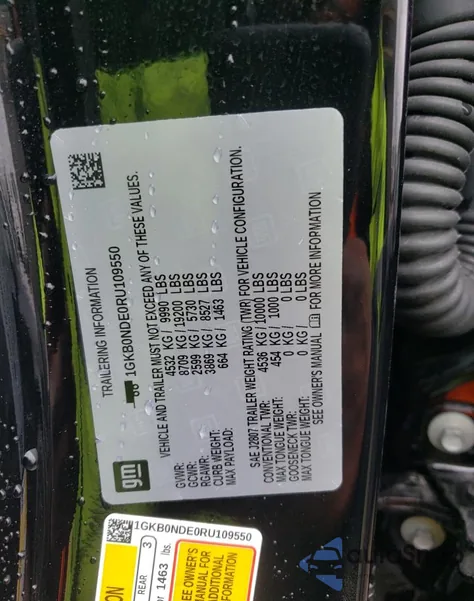 TRAILERING INFORMATION
1GKB0NDE0RU109550
VEHICLE AND TRAILER MUST NOT EXCEED ANY OF THESE VALUES.
GVWR: 4532 KG / 9990 LBS
GCWR: 8709 KG / 19200 LBS
RGAWR: 2599 KG / 5730 LBS
CURB WEIGHT: 3869 KG / 8527 LBS
MAX PAYLOAD: 664 KG / 1463 LBS
SAE J2807 TRAILER WEIGHT RATING (TWR) FOR VEHICLE CONFIGURATION.
CONVENTIONAL TWR: 4536 KG / 10000 LBS
MAX TONGUE WEIGHT: 454 KG / 1000 LBS
GOOSENECK TWR: 0 KG / 0 LBS
MAX TONGUE WEIGHT: 0 KG / 0 LBS
SEE OWNER'S MANUAL FOR MORE INFORMATION
gm
1GKB0NDE0RU109550
REAR 3
or 1463 lbs.
SEE OWNER'S
MANUAL FOR
ADDITIONAL
INFORMATION